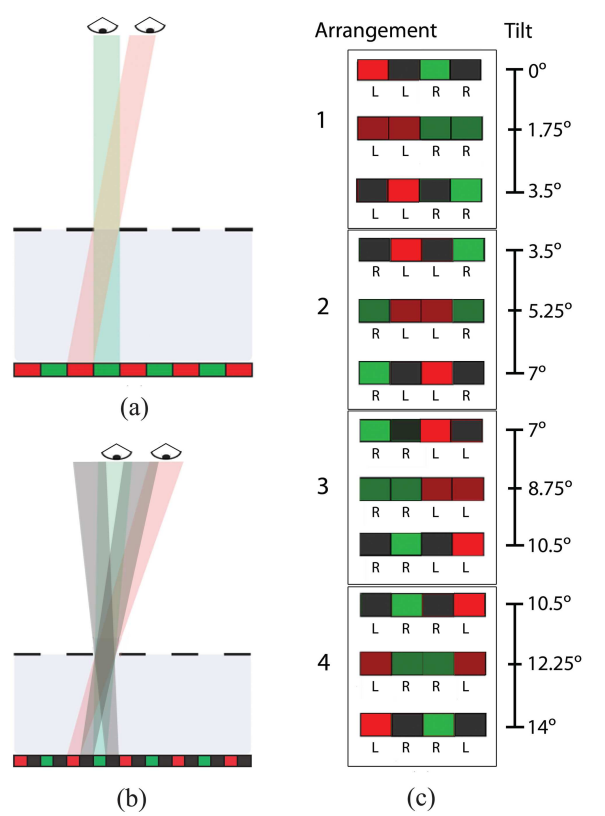 (a)
(b)
Arrangement Tilt
1
L L R R
0º
L L R R
1.75º
L L R R
3.5º
2
R L L R
3.5º
R L L R
5.25º
R L L R
7º
3
R R L L
7º
R R L L
8.75º
R R L L
10.5º
4
L R R L
10.5º
L R R L
12.25º
L R R L
14º
(c)